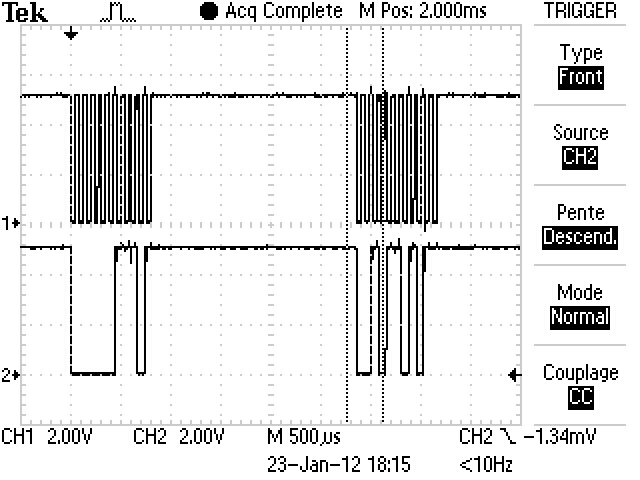 Tek ● Acq Complete M Pos: 2.000ms TRIGGER
Type
Front
Source
CH2
Pente
Descend.
Mode
Normal
Couplage
CC
1
2
CH1 2.00V CH2 2.00V M 500µs CH2 -1.34mV
23-Jan-12 18:15 <10Hz